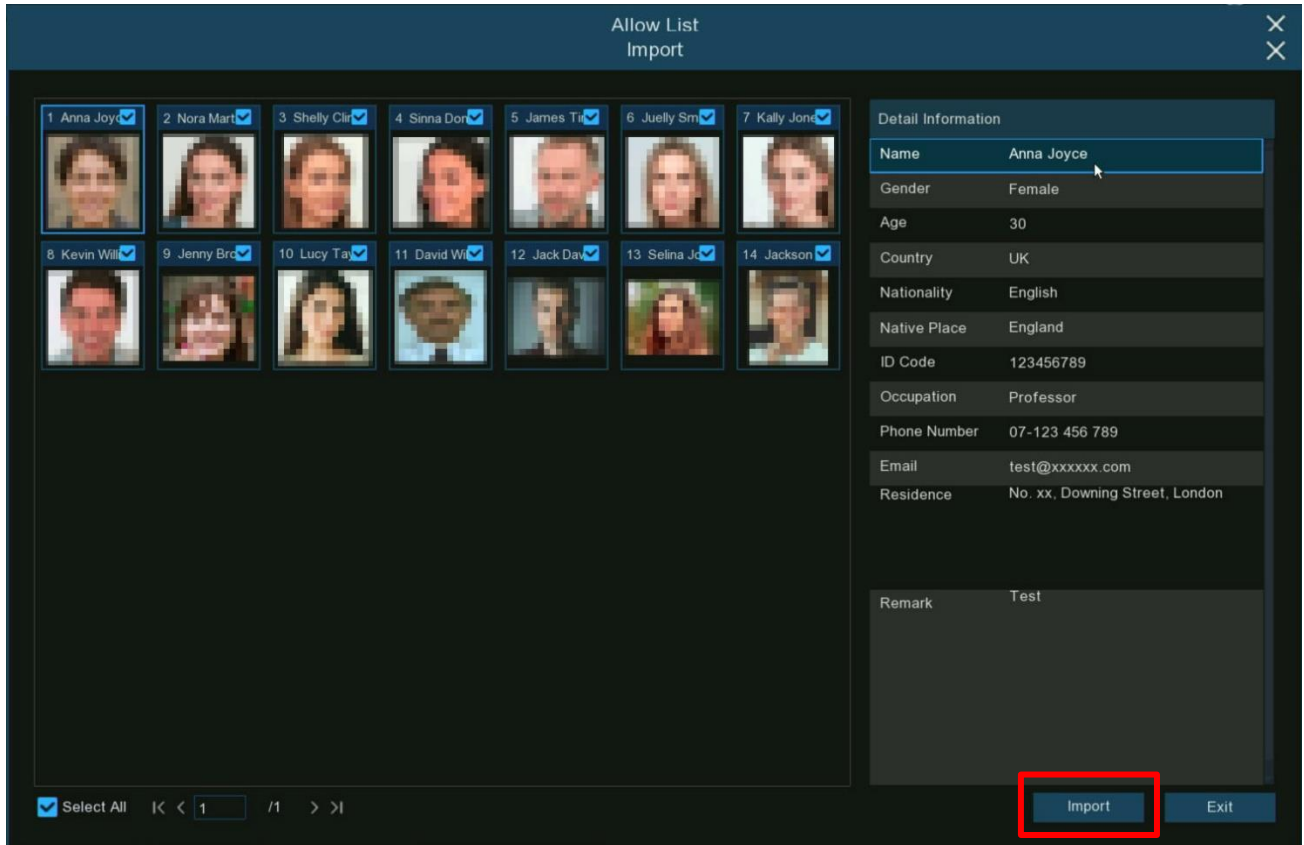 Allow List
Import
1 Anna Joyc
2 Nora Mart
3 Shelly Clir
4 Sinna Don
5 James Tir
6 Juelly Sm
7 Kally Jone
8 Kevin Willi
9 Jenny Bro
10 Lucy Tay
11 David Wil
12 Jack Dav
13 Selina Jo
14 Jackson
Detail Information
Name Anna Joyce
Gender Female
Age 30
Country UK
Nationality English
Native Place England
ID Code 123456789
Occupation Professor
Phone Number 07-123 456 789
Email test@xxxxxx.com
Residence No. xx, Downing Street, London
Remark Test
Select All 1 /1
Import Exit